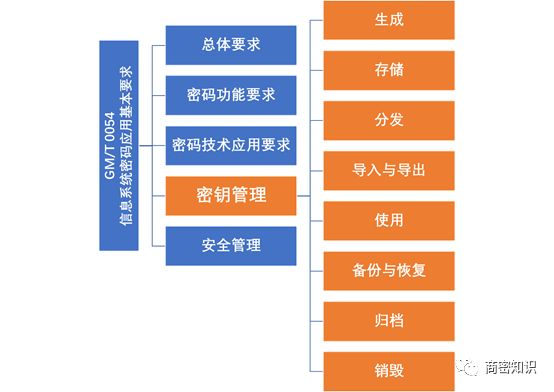 GM/T 0054
信息系统密码应用基本要求
总体要求
密码功能要求
密码技术应用要求
密钥管理
安全管理
生成
存储
分发
导入与导出
使用
备份与恢复
归档
销毁
商密知识